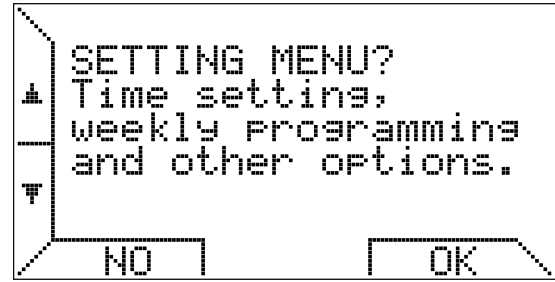 SETTING MENU?
Time setting,
weekly programming
and other options.
NO OK